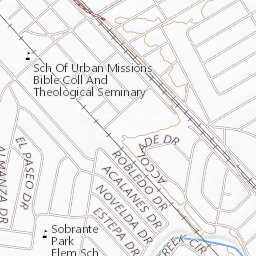 Sch Of Urban Missions
Bible Coll And
Theological Seminary
ADE DR
ACCOL
ROBLEDO DR
ACALANES DR
NOVELDA DR
ESTEPA DR
EL PASEO DR
ALMANZA DR
CREEK CIR
Sobrante
Park
Elem Sch